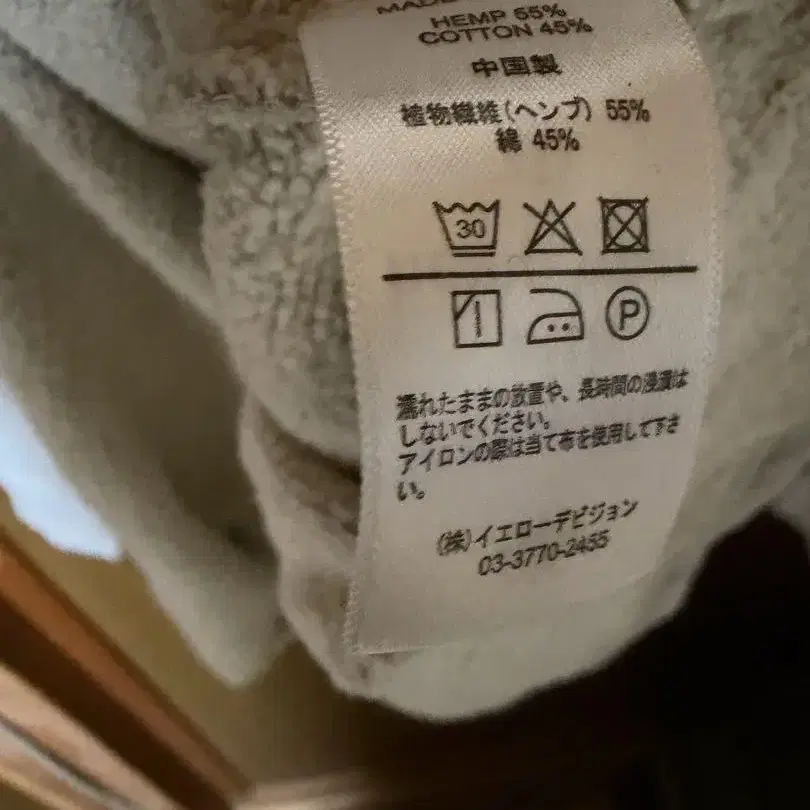 MADE
HEMP 55%
COTTON 45%
中国製
植物繊維(ヘンプ) 55%
綿 45%
30
P
濡れたままの放置や、長時間の浸漬は
しないでください。
アイロンの際は当て布を使用して下さ
い。
(株)イエローデビジョン
03-3770-2455